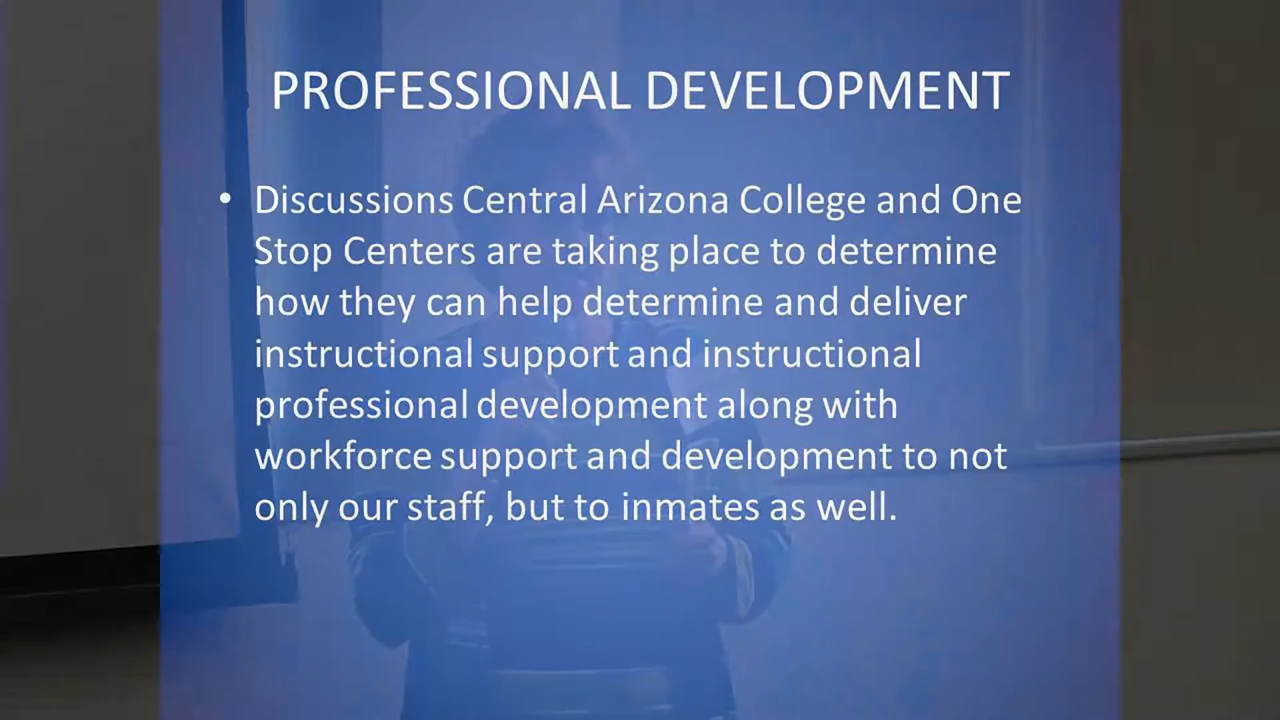 PROFESSIONAL DEVELOPMENT
• Discussions Central Arizona College and One
Stop Centers are taking place to determine
how they can help determine and deliver
instructional support and instructional
professional development along with
workforce support and development to not
only our staff, but to inmates as well.